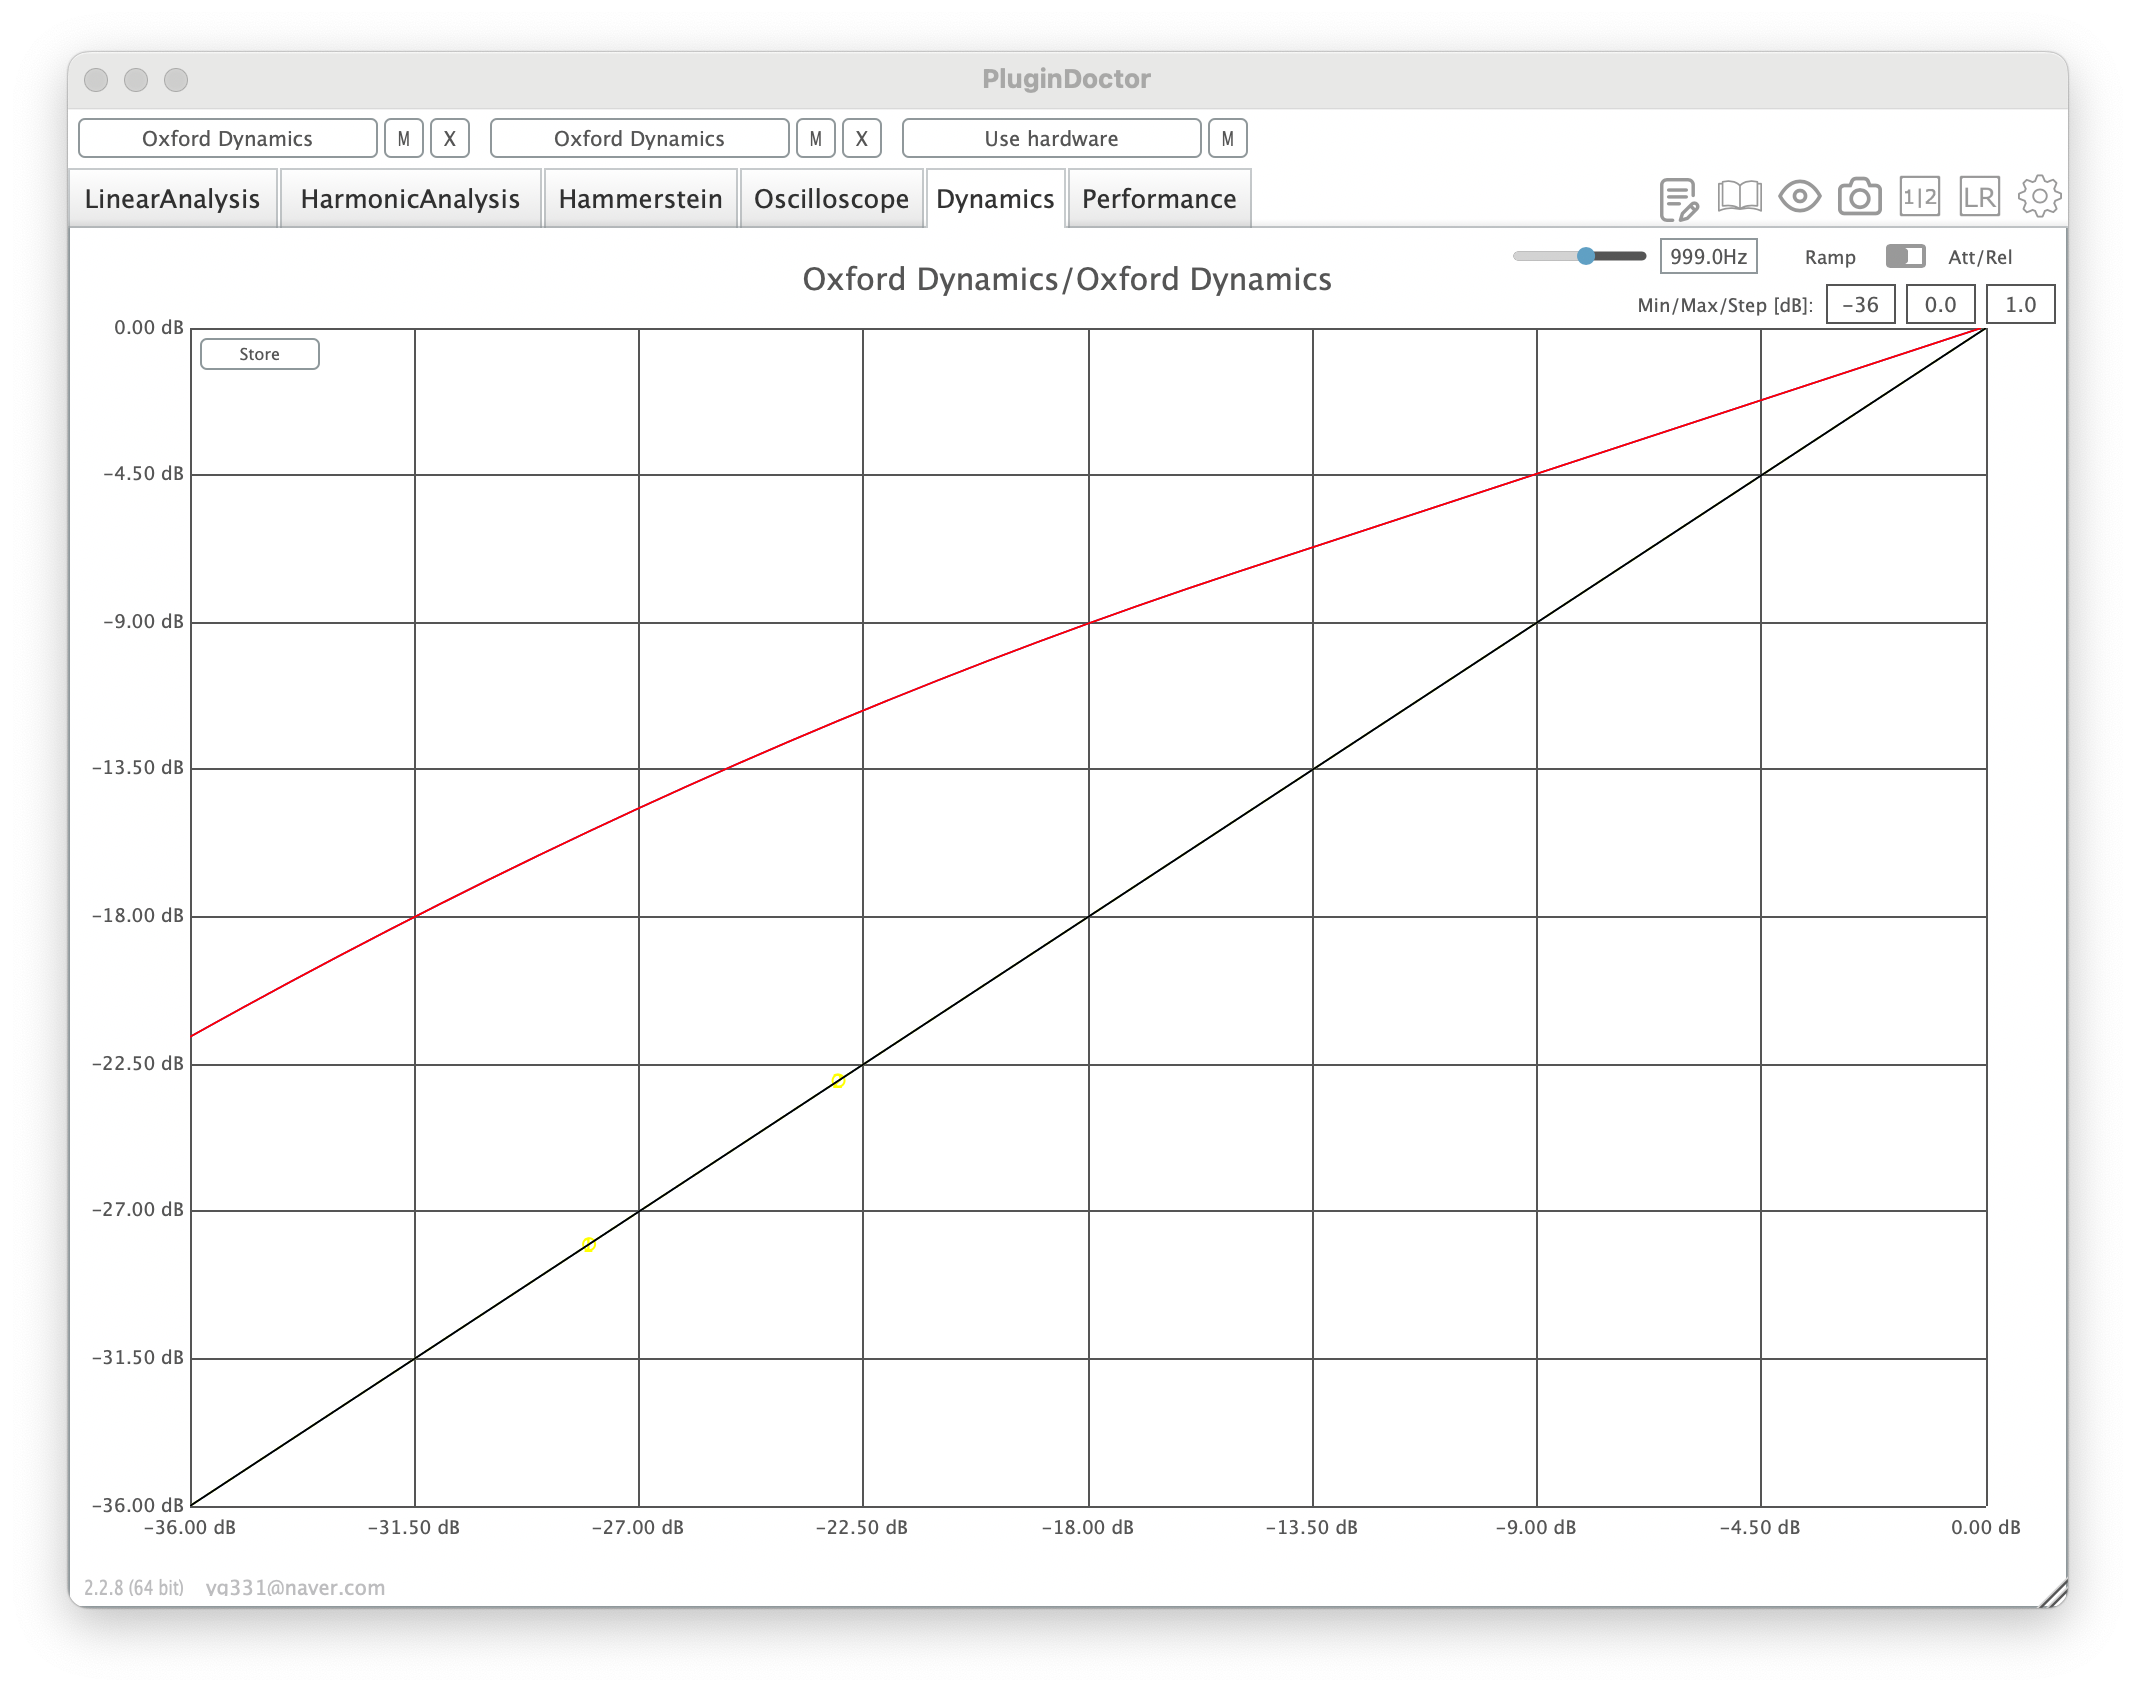 PluginDoctor
Oxford Dynamics M X Oxford Dynamics M X Use hardware M
LinearAnalysis HarmonicAnalysis Hammerstein Oscilloscope Dynamics Performance 1|2 LR
999.0Hz Ramp Att/Rel
Oxford Dynamics/Oxford Dynamics
Min/Max/Step [dB]: -36 0.0 1.0
0.00 dB
Store
-4.50 dB
-9.00 dB
-13.50 dB
-18.00 dB
-22.50 dB
-27.00 dB
-31.50 dB
-36.00 dB
-36.00 dB -31.50 dB -27.00 dB -22.50 dB -18.00 dB -13.50 dB -9.00 dB -4.50 dB 0.00 dB
2.2.8 (64 bit)